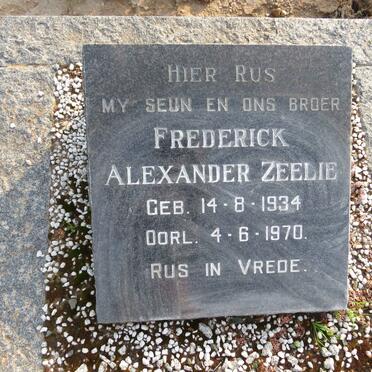 HIER RUS
MY SEUN EN ONS BROER
FREDERICK
ALEXANDER ZEELIE
GEB. 14-8-1934
OORL. 4-6-1970.
RUS IN VREDE.